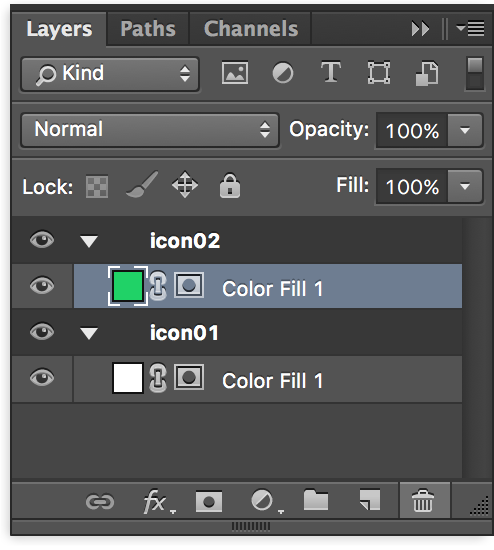 Layers Paths Channels
Kind T
Normal Opacity: 100%
Lock: Fill: 100%
icon02
Color Fill 1
icon01
Color Fill 1
fx